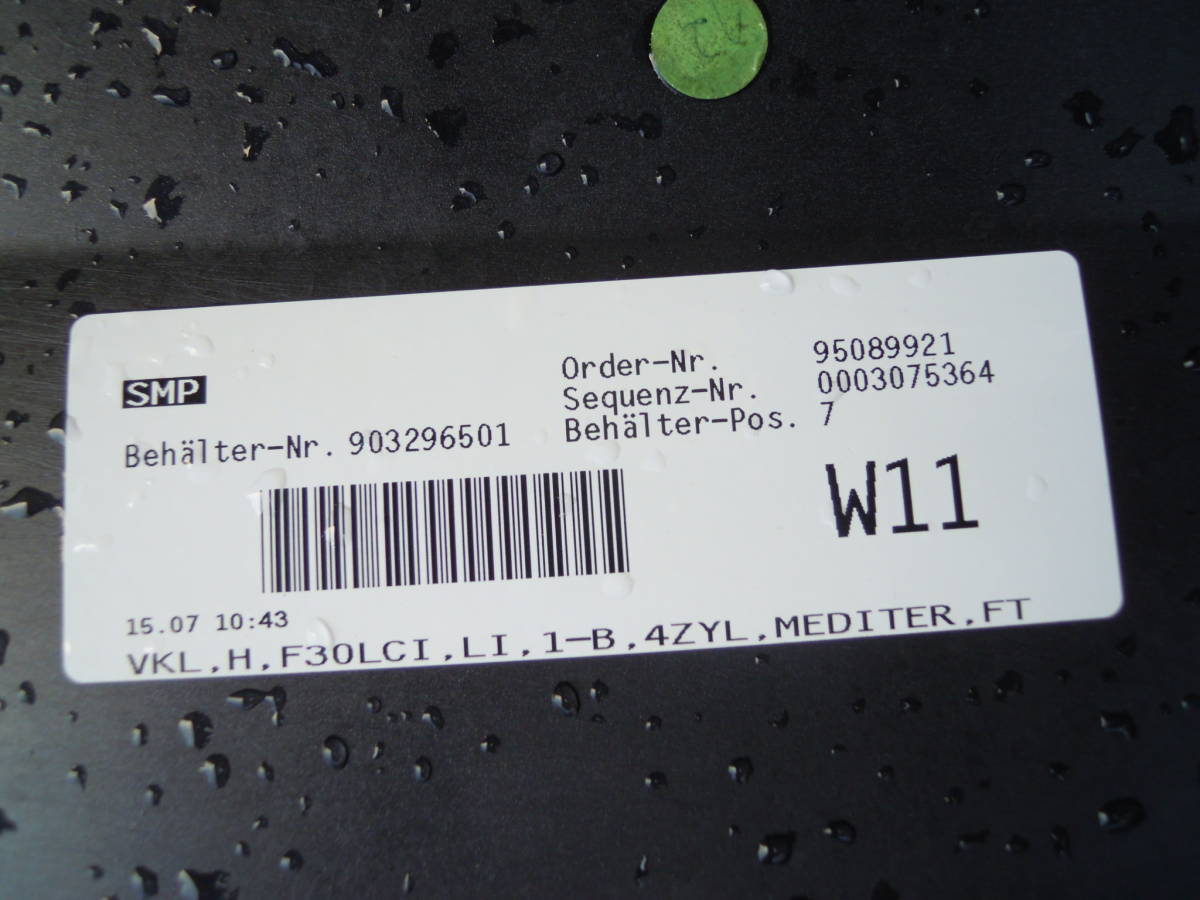 SMP
Behälter-Nr. 903296501
Order-Nr. 95089921
Sequenz-Nr. 0003075364
Behälter-Pos. 7
W11
15.07 10:43
VKL,H,F30LCI,LI,1-B,4ZYL,MEDITER,FT